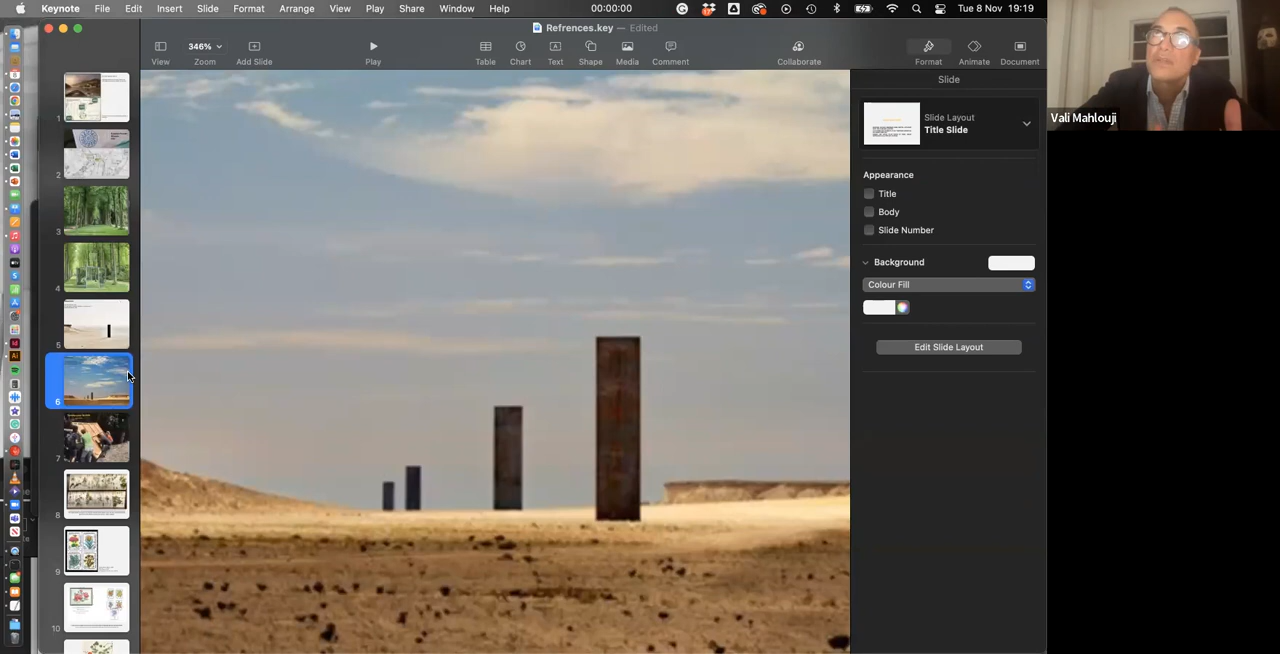 Keynote File Edit Insert Slide Format Arrange View Play Share Window Help 00:00:00 Tue 8 Nov 19:19
Refrences.key — Edited
346%
View Zoom Add Slide Play Table Chart Text Shape Media Comment Collaborate Format Animate Document
Slide
Slide Layout
Title Slide
Appearance
Title
Body
Slide Number
Background
Colour Fill
Edit Slide Layout
1
2
3
4
5
6
7
8
9
10
Vali Mahlouji